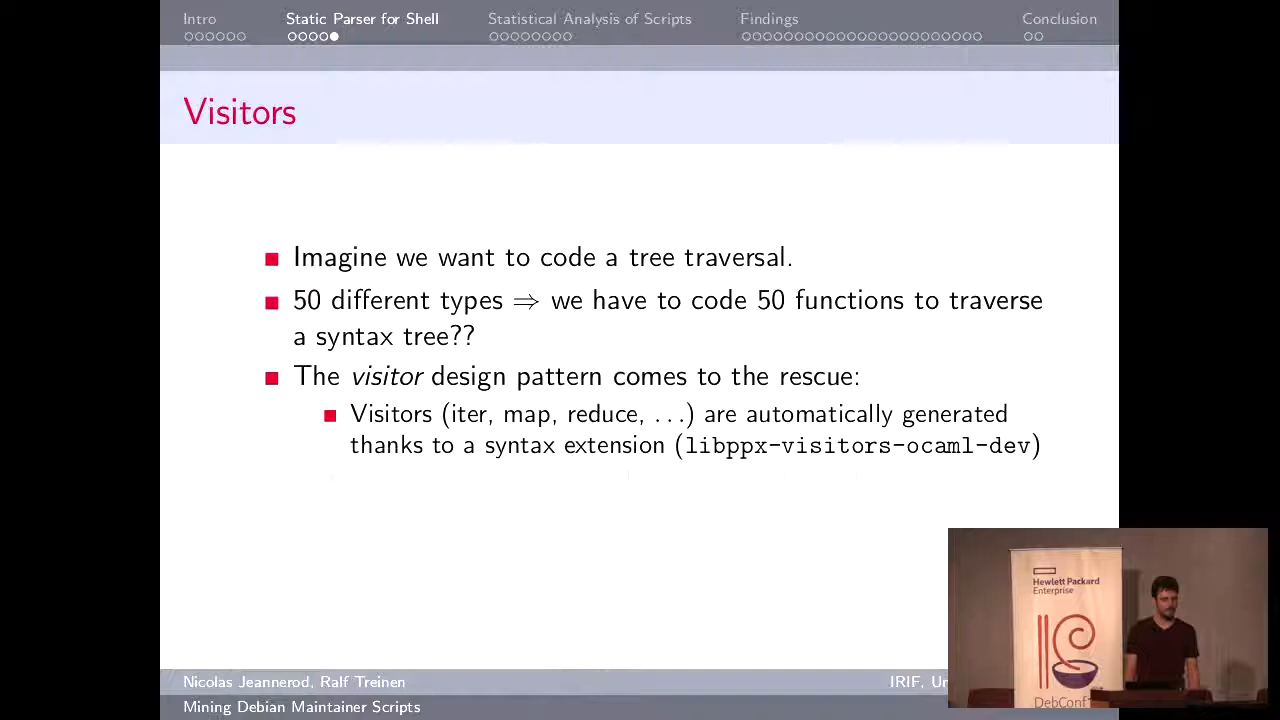 Intro Static Parser for Shell Statistical Analysis of Scripts Findings Conclusion
Visitors
Imagine we want to code a tree traversal.
50 different types ⇒ we have to code 50 functions to traverse
a syntax tree??
The visitor design pattern comes to the rescue:
Visitors (iter, map, reduce, ...) are automatically generated
thanks to a syntax extension (libppx-visitors-ocaml-dev)
Hewlett Packard
Enterprise
Nicolas Jeannerod, Ralf Treinen IRIF,
Mining Debian Maintainer Scripts